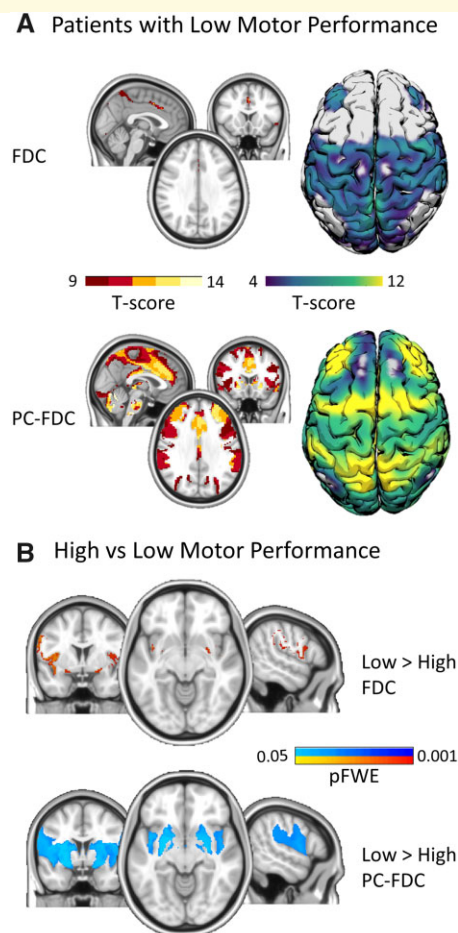 A Patients with Low Motor Performance
FDC
9 14 4 12
T-score T-score
PC-FDC
B High vs Low Motor Performance
Low > High
FDC
0.05 0.001
pFWE
Low > High
PC-FDC